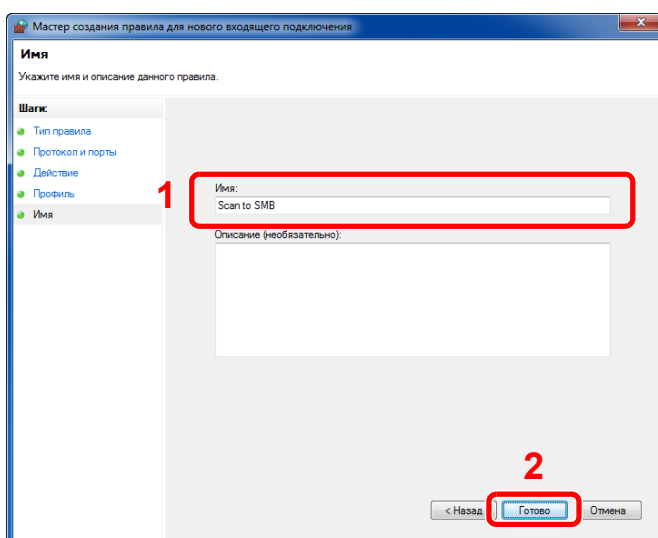 Мастер создания правила для нового входящего подключения
Имя
Укажите имя и описание данного правила.
Шаги:
Тип правила
Протокол и порты
Действие
Профиль
Имя
1
Имя:
Scan to SMB
Описание (необязательно):
2
< Назад
Готово
Отмена